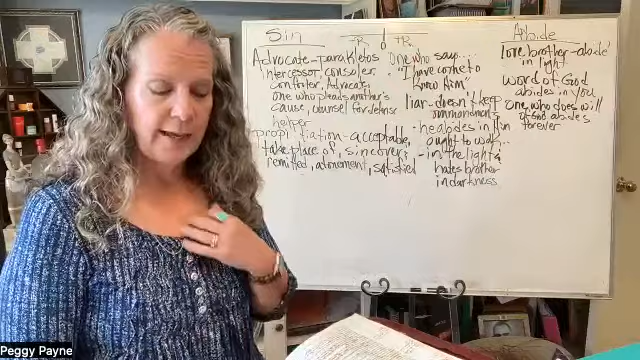 Sin
-R. O +R.
Advocate - parakletos
intercessor, consoler,
comforter, Advocate,
one who pleads another's
cause, counsel for defense
helper
propitiation - acceptable,
take place of, sin covers,
remitted, atonement, satisfied
One who say....
"I have come to
know Him"
liar - doesn't keep
commandments
- he abides in Him
ought to walk...
- in the light &
hates brother
in darkness
Abide
love brother - abide
in light
word of God
abides in you
one who does will
of God abides
forever
Peggy Payne